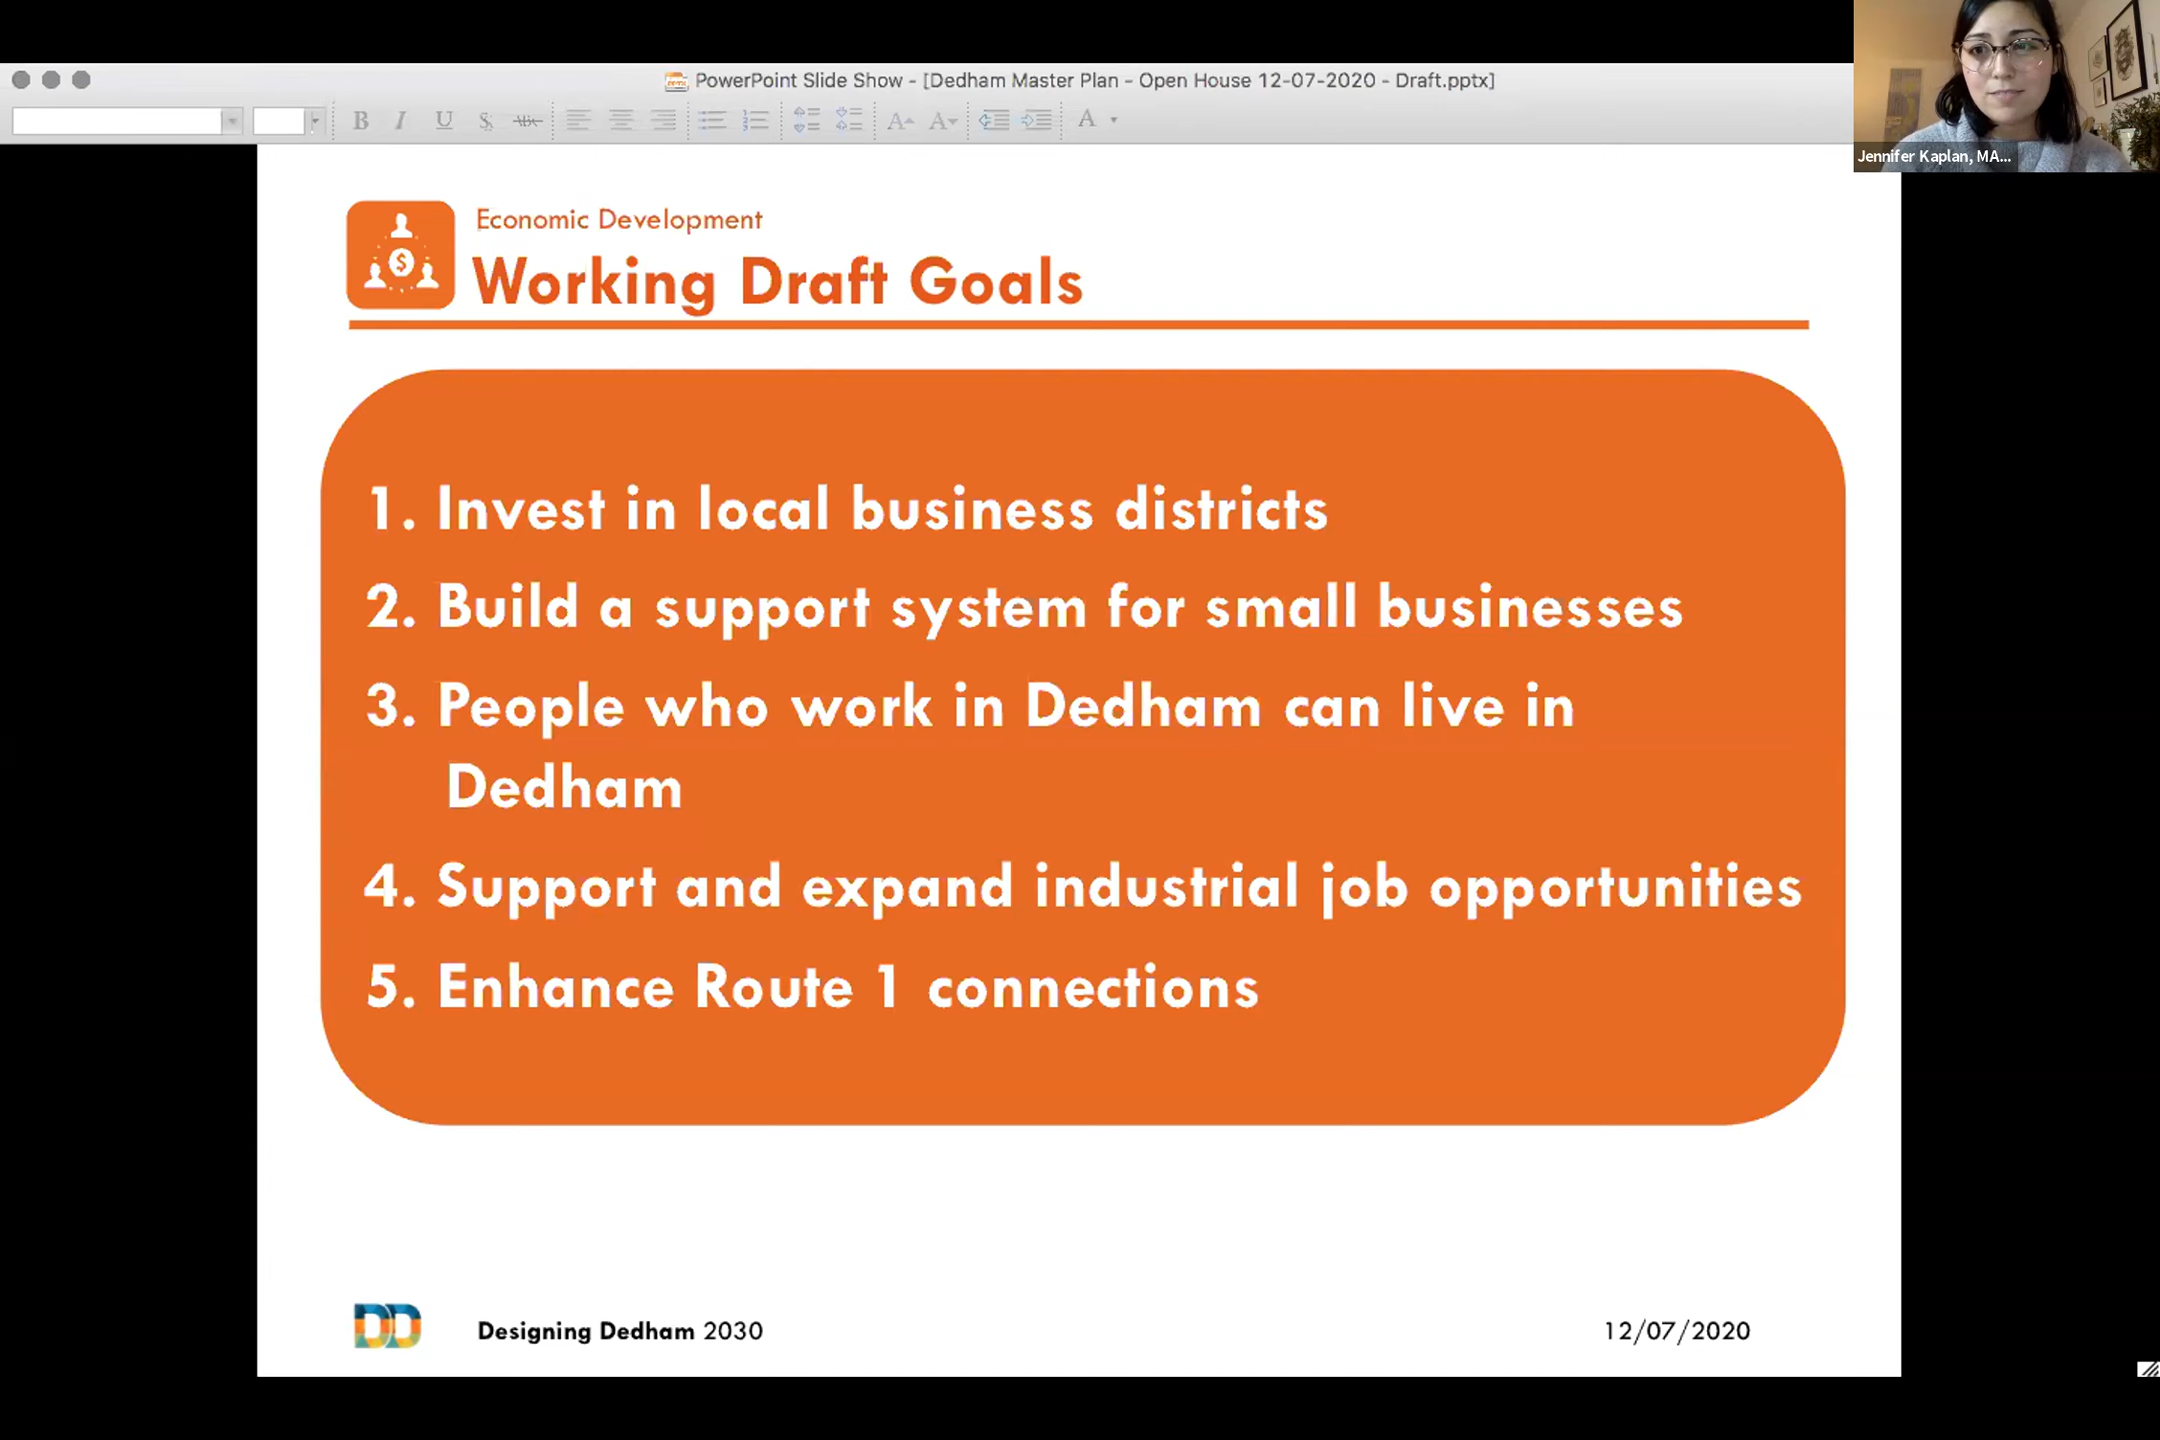 PowerPoint Slide Show - [Dedham Master Plan - Open House 12-07-2020 - Draft.pptx]
B I U S ABC A A A
Jennifer Kaplan, MA...
Economic Development
Working Draft Goals
1. Invest in local business districts
2. Build a support system for small businesses
3. People who work in Dedham can live in
Dedham
4. Support and expand industrial job opportunities
5. Enhance Route 1 connections
DD
Designing Dedham 2030
12/07/2020